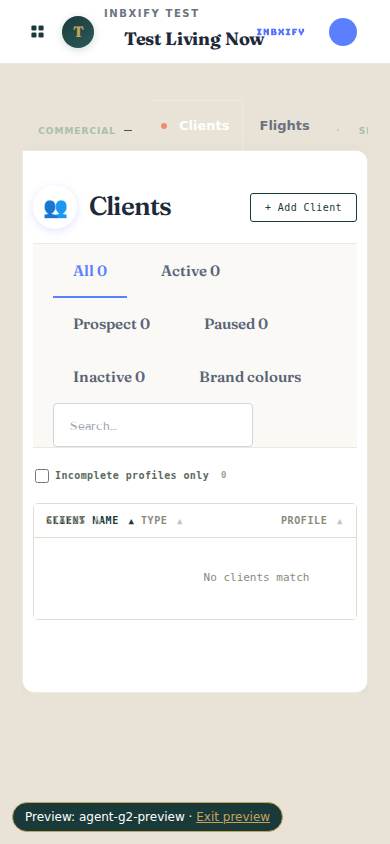 INBXIFY TEST
T
Test Living Now
INBXIFY
COMMERCIAL —
Clients
Flights
👥 Clients
+ Add Client
All 0
Active 0
Prospect 0
Paused 0
Inactive 0
Brand colours
Search…
Incomplete profiles only 0
NAME ▲ TYPE ▲ PROFILE ▲
No clients match
Preview: agent-g2-preview · Exit preview